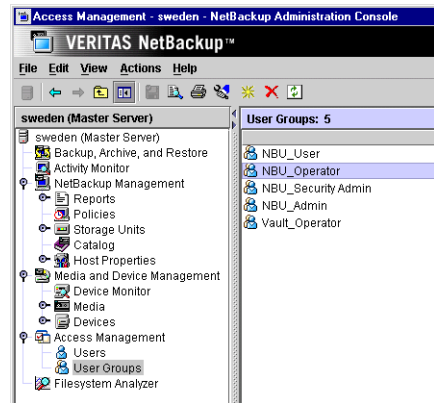 Access Management - sweden - NetBackup Administration Console
VERITAS NetBackup™
File Edit View Actions Help
sweden (Master Server)
sweden (Master Server)
Backup, Archive, and Restore
Activity Monitor
NetBackup Management
Reports
Policies
Storage Units
Catalog
Host Properties
Media and Device Management
Device Monitor
Media
Devices
Access Management
Users
User Groups
Filesystem Analyzer
User Groups: 5
NBU_User
NBU_Operator
NBU_Security Admin
NBU_Admin
Vault_Operator